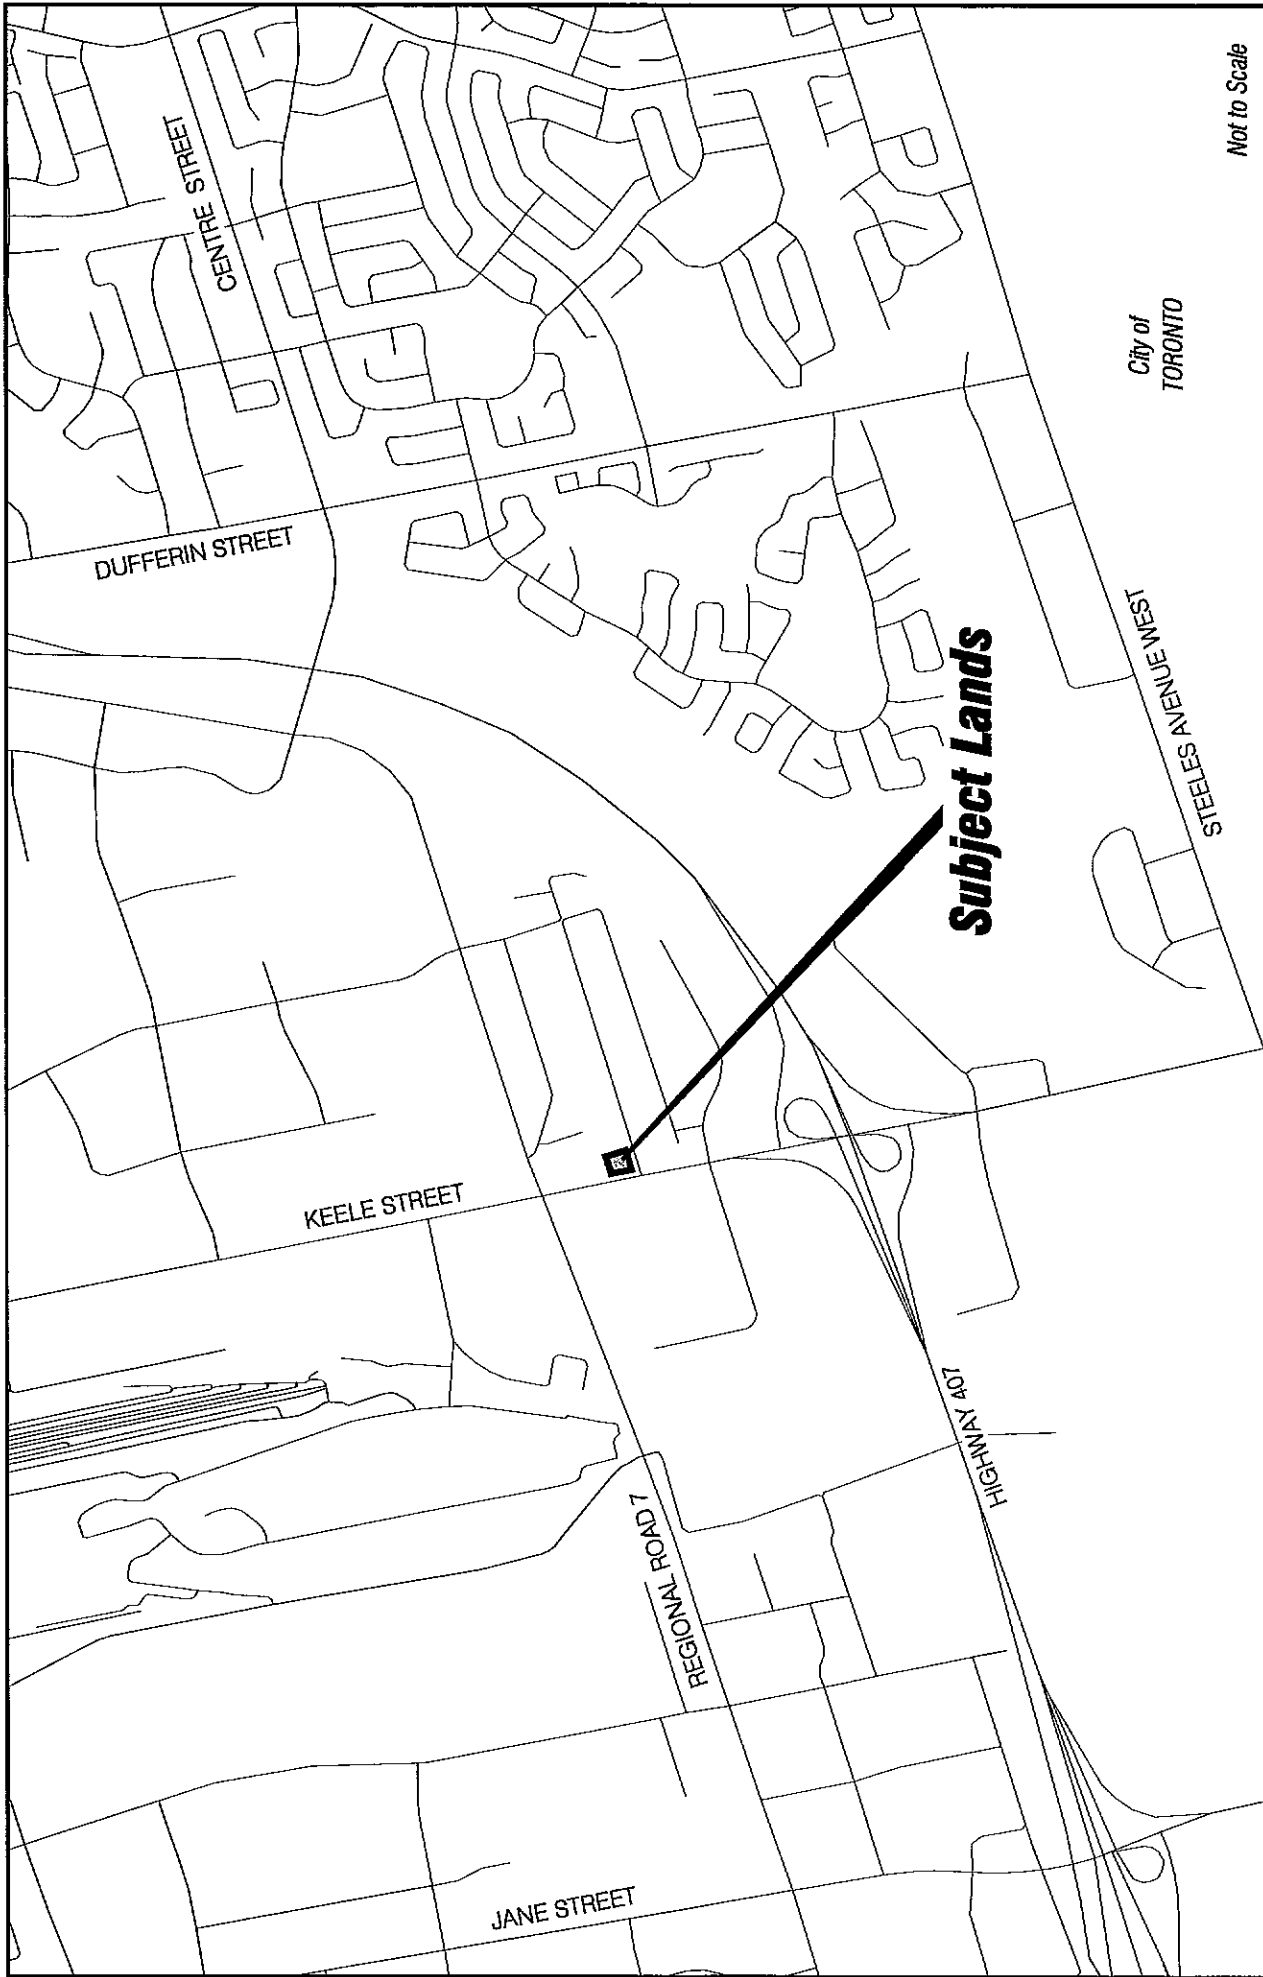 CENTRE STREET
DUFFERIN STREET
KEELE STREET
JANE STREET
REGIONAL ROAD 7
HIGHWAY 407
STEELES AVENUE WEST
Subject Lands
City of
TORONTO
Not to Scale